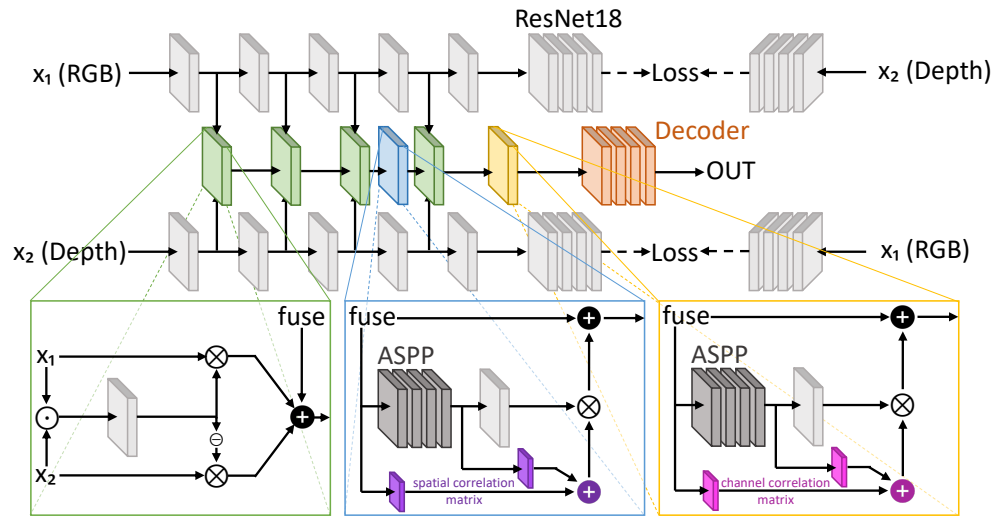 ResNet18
x₁ (RGB)
Loss
x₂ (Depth)
Decoder
OUT
x₂ (Depth)
Loss
x₁ (RGB)
fuse
x₁
x₂
fuse
ASPP
spatial correlation
matrix
fuse
ASPP
channel correlation
matrix